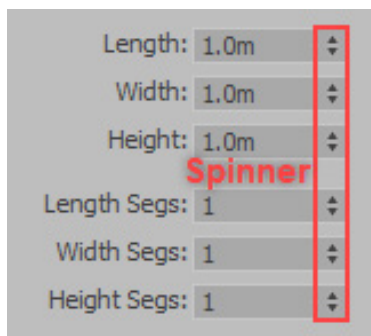 Length: 1.0m
Width: 1.0m
Height: 1.0m
Spinner
Length Segs: 1
Width Segs: 1
Height Segs: 1